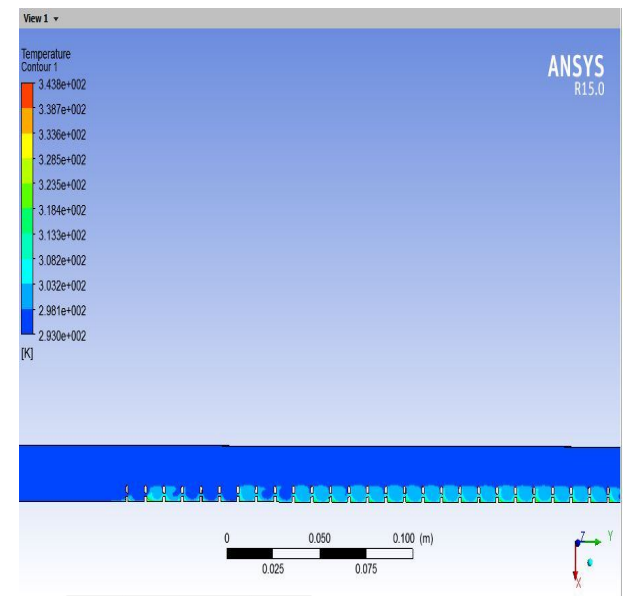 View 1
ANSYS
R15.0
Temperature
Contour 1
3.438e+002
3.387e+002
3.336e+002
3.285e+002
3.235e+002
3.184e+002
3.133e+002
3.082e+002
3.032e+002
2.981e+002
2.930e+002
[K]
0 0.050 0.100 (m)
0.025 0.075
Z Y
X